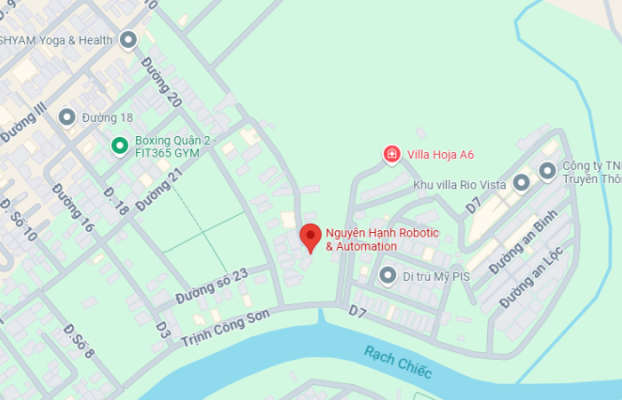 Đ. 9
SHYAM Yoga & Health
Đường 20
Đường III
Đường 18
Boxing Quận 2 -
FIT365 GYM
Villa Hoja A6
Khu villa Rio Vista
Công ty TN
Truyền Thô
D7
Đường 21
Đường an Bình
Đường an Lộc
Đ. Số 10
Đường 16
Đ. 18
Nguyên Hạnh Robotic
& Automation
Di trú Mỹ PIS
Đường số 23
Trịnh Công Sơn
D7
D3
Đ.Số 8
Rạch Chiếc